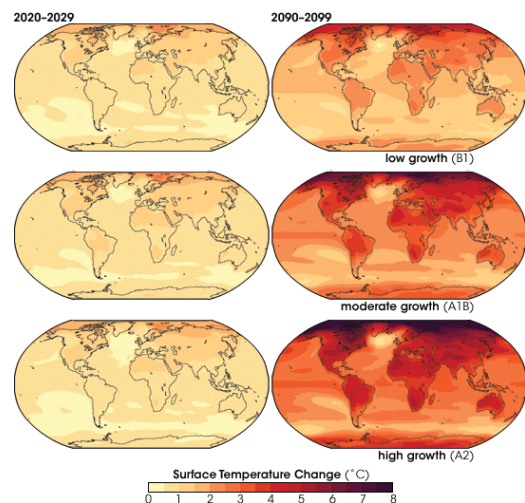 2020–2029 2090–2099
low growth (B1)
moderate growth (A1B)
high growth (A2)
Surface Temperature Change (˚C)
0 1 2 3 4 5 6 7 8